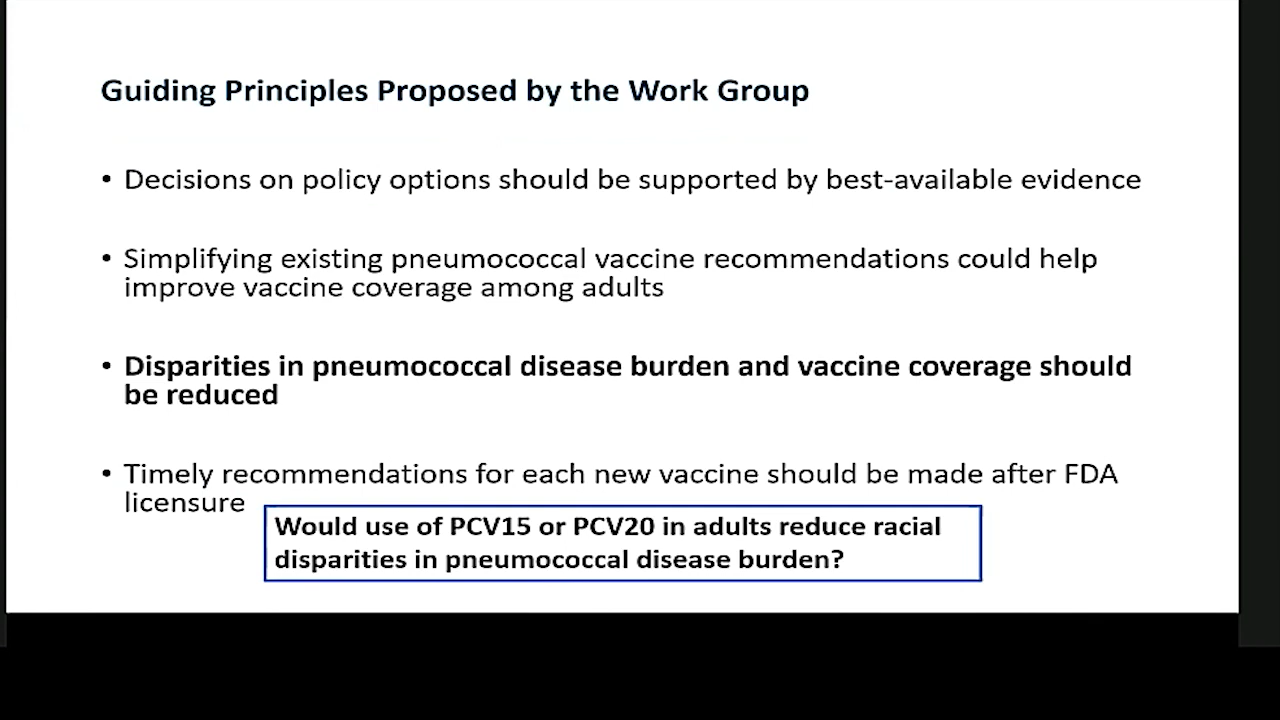 Guiding Principles Proposed by the Work Group
• Decisions on policy options should be supported by best-available evidence
• Simplifying existing pneumococcal vaccine recommendations could help
improve vaccine coverage among adults
• Disparities in pneumococcal disease burden and vaccine coverage should
be reduced
• Timely recommendations for each new vaccine should be made after FDA
licensure
Would use of PCV15 or PCV20 in adults reduce racial
disparities in pneumococcal disease burden?